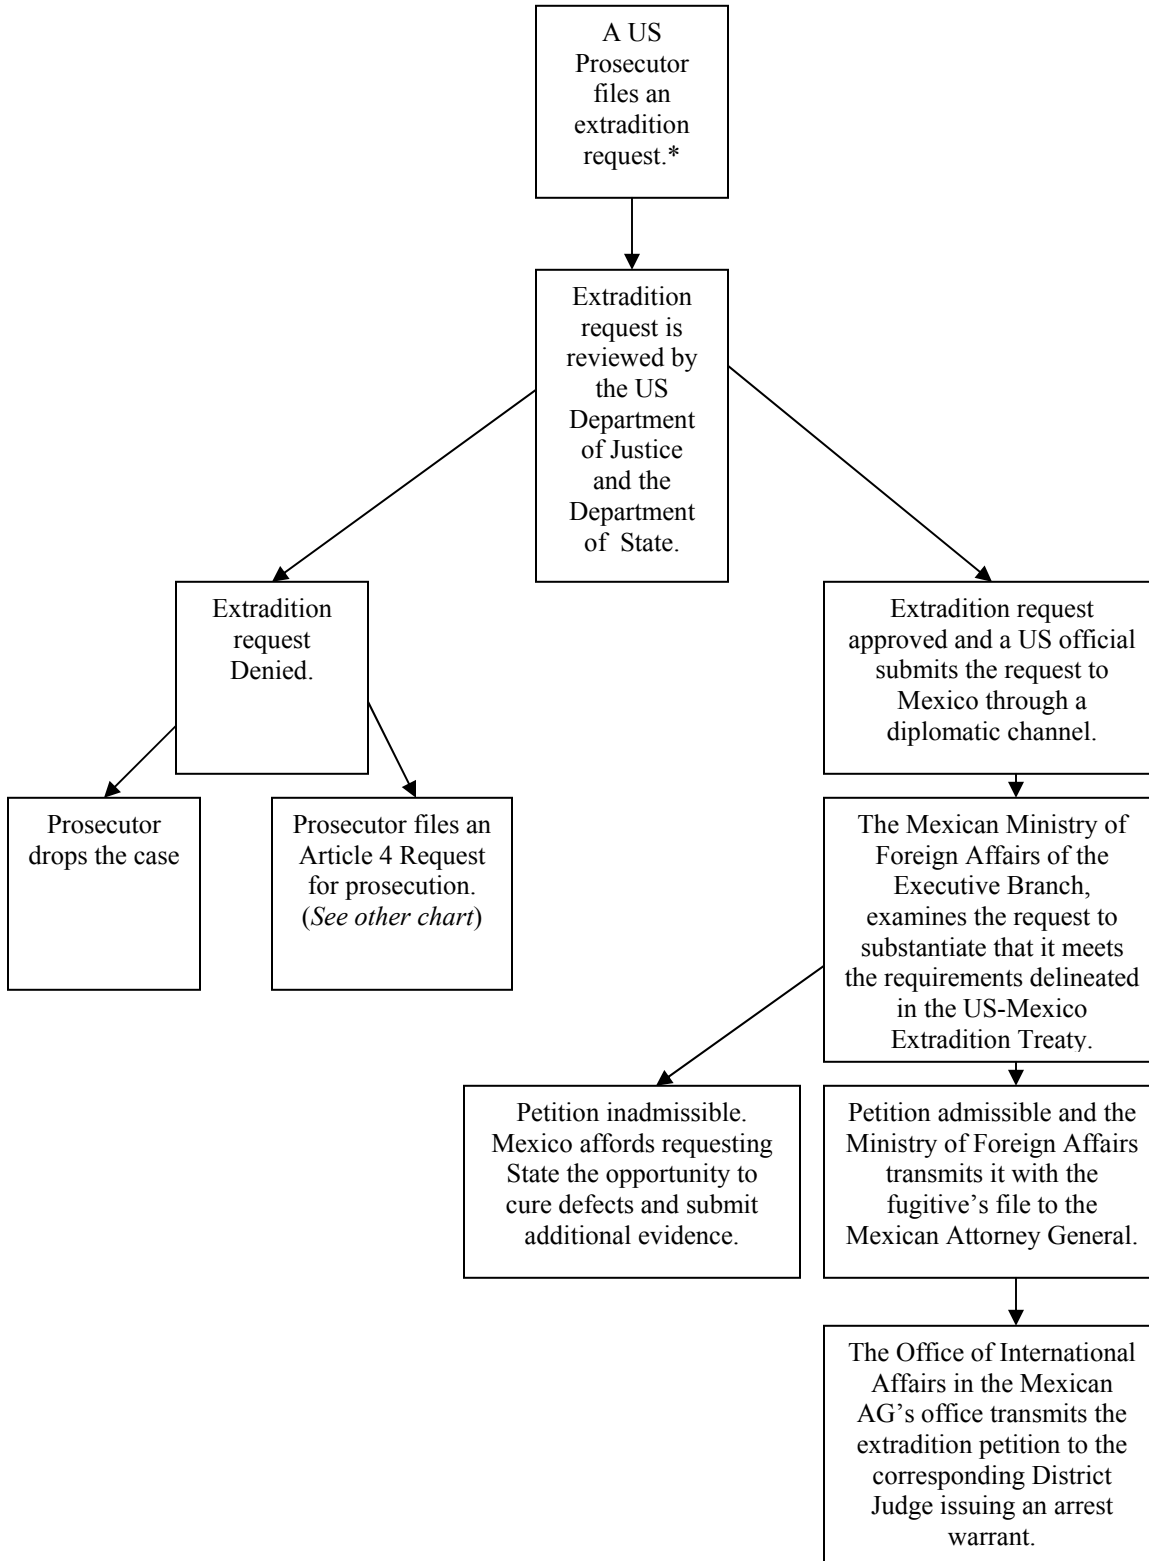 A US
Prosecutor
files an
extradition
request.*
Extradition
request is
reviewed by
the US
Department
of Justice
and the
Department
of State.
Extradition
request
Denied.
Extradition request
approved and a US official
submits the request to
Mexico through a
diplomatic channel.
Prosecutor
drops the case
Prosecutor files an
Article 4 Request
for prosecution.
(See other chart)
The Mexican Ministry of
Foreign Affairs of the
Executive Branch,
examines the request to
substantiate that it meets
the requirements delineated
in the US-Mexico
Extradition Treaty.
Petition inadmissible.
Mexico affords requesting
State the opportunity to
cure defects and submit
additional evidence.
Petition admissible and the
Ministry of Foreign Affairs
transmits it with the
fugitive’s file to the
Mexican Attorney General.
The Office of International
Affairs in the Mexican
AG’s office transmits the
extradition petition to the
corresponding District
Judge issuing an arrest
warrant.